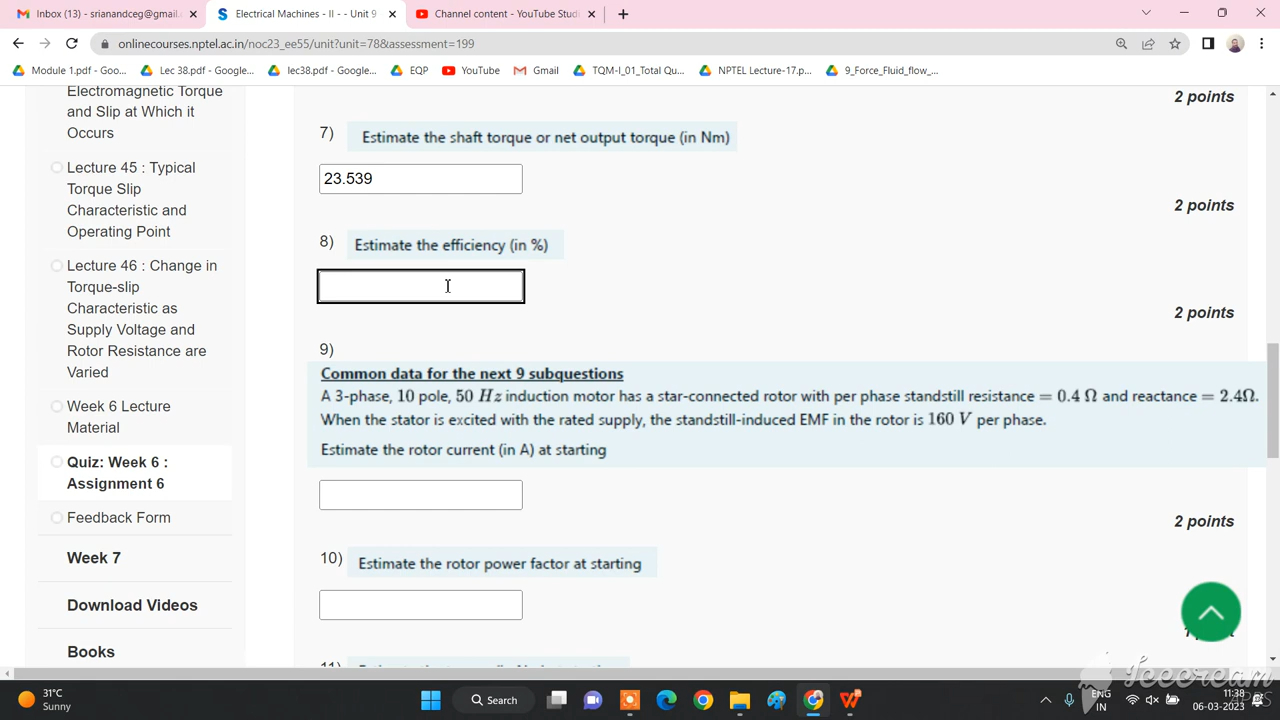 Inbox (13) - srianandceg@gmail.
Electrical Machines - II - - Unit 9
Channel content - YouTube Stud
onlinecourses.nptel.ac.in/noc23_ee55/unit?unit=78&assessment=199
Module 1.pdf - Goo...
Lec 38.pdf - Google...
lec38.pdf - Google...
EQP
YouTube
Gmail
TQM-I_01_Total Qu...
NPTEL Lecture-17.p...
9_Force_Fluid_flow_...
Electromagnetic Torque
and Slip at Which it
Occurs
Lecture 45 : Typical
Torque Slip
Characteristic and
Operating Point
Lecture 46 : Change in
Torque-slip
Characteristic as
Supply Voltage and
Rotor Resistance are
Varied
Week 6 Lecture
Material
Quiz: Week 6 :
Assignment 6
Feedback Form
Week 7
Download Videos
Books
2 points
7) Estimate the shaft torque or net output torque (in Nm)
23.539
2 points
8) Estimate the efficiency (in %)
2 points
9)
Common data for the next 9 subquestions
A 3-phase, 10 pole, 50 Hz induction motor has a star-connected rotor with per phase standstill resistance = 0.4 Ω and reactance = 2.4Ω.
When the stator is excited with the rated supply, the standstill-induced EMF in the rotor is 160 V per phase.
Estimate the rotor current (in A) at starting
2 points
10) Estimate the rotor power factor at starting
11)
Icecream
31°C
Sunny
Search
ENG
IN
11:38
06-03-2023